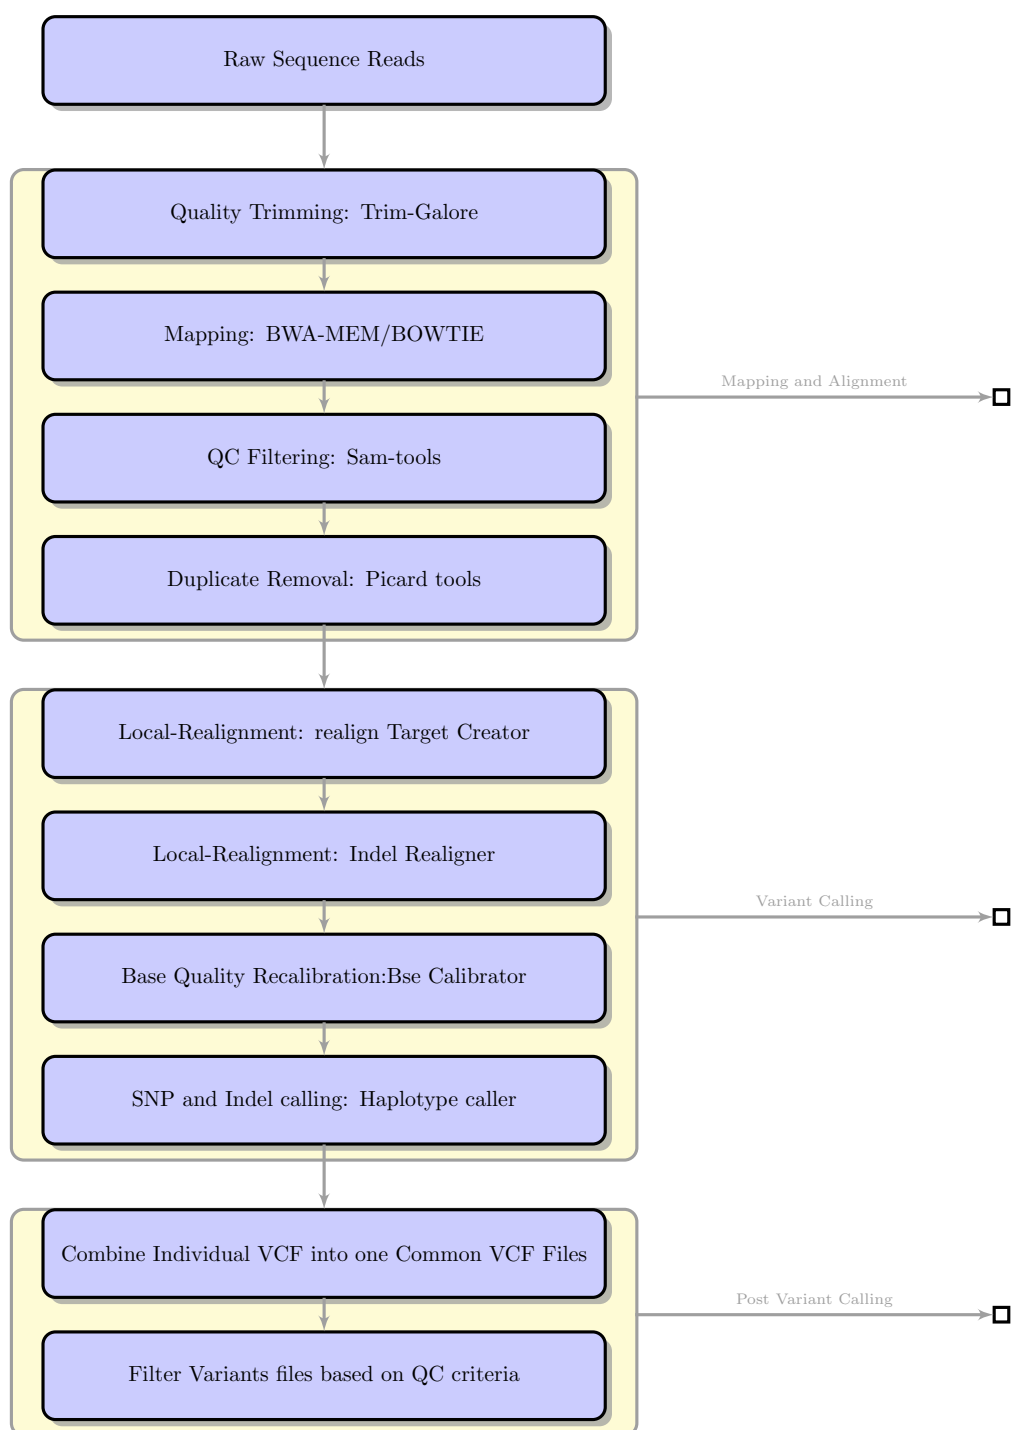 Raw Sequence Reads
Quality Trimming: Trim-Galore
Mapping: BWA-MEM/BOWTIE
Mapping and Alignment
QC Filtering: Sam-tools
Duplicate Removal: Picard tools
Local-Realignment: realign Target Creator
Local-Realignment: Indel Realigner
Variant Calling
Base Quality Recalibration:Bse Calibrator
SNP and Indel calling: Haplotype caller
Combine Individual VCF into one Common VCF Files
Post Variant Calling
Filter Variants files based on QC criteria